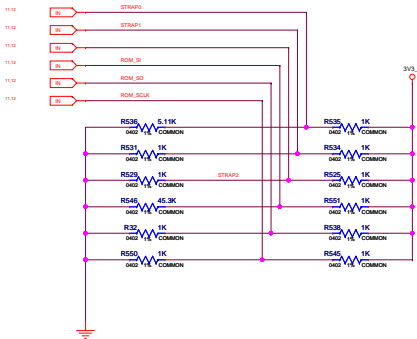 11,12 IN STRAP0
11,12 IN STRAP1
11,12 IN
11,12 IN ROM_SI
11,12 IN ROM_SO
11,12 IN ROM_SCLK
3V3_
R536 5.11K R535 1K
0402 1% COMMON 0402 1% COMMON
R531 1K R534 1K
0402 1% COMMON 0402 1% COMMON
R529 1K STRAP2 R525 1K
0402 1% COMMON 0402 1% COMMON
R546 45.3K R551 1K
0402 1% COMMON 0402 1% COMMON
R32 1K R538 1K
0402 1% COMMON 0402 1% COMMON
R550 1K R545 1K
0402 1% COMMON 0402 1% COMMON